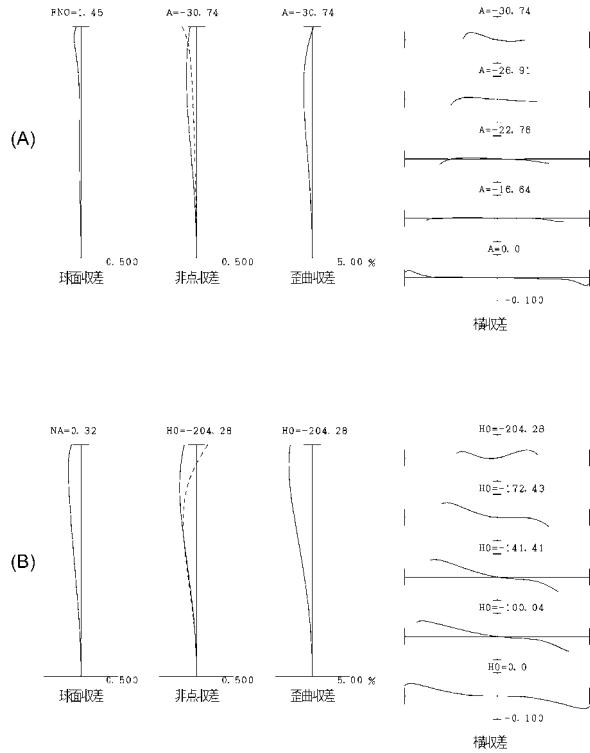 FNO=1.45
A=-30.74
A=-30.74
A=-30.74
A=-26.91
(A)
A=-22.76
A=-16.64
A=0.0
0.500
0.500
5.00 %
球面収差
非点収差
歪曲収差
-0.100
横収差
NA=0.32
H0=-204.28
H0=-204.28
H0=-204.28
H0=-172.43
(B)
H0=-141.41
H0=-100.04
H0=0.0
0.500
0.500
5.00 %
球面収差
非点収差
歪曲収差
-0.100
横収差